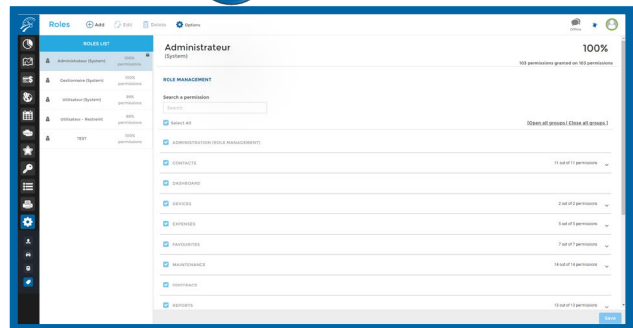 Roles
Add
Edit
Delete
Options
Offline
ROLES LIST
Administrateur (System)
100%
permissions
Gestionnaire (System)
100%
permissions
Utilisateur (System)
99%
permissions
Utilisateur - Restreint
88%
permissions
TEST
100%
permissions
Administrateur
(System)
100%
103 permissions granted on 103 permissions
ROLE MANAGEMENT
Search a permission
Search
Select All
[Open all groups | Close all groups ]
ADMINISTRATION (ROLE MANAGEMENT)
CONTACTS
11 out of 11 permissions
DASHBOARD
DEVICES
2 out of 2 permissions
EXPENSES
5 out of 5 permissions
FAVOURITES
7 out of 7 permissions
MAINTENANCE
14 out of 14 permissions
REPORTS
13 out of 13 permissions
Save